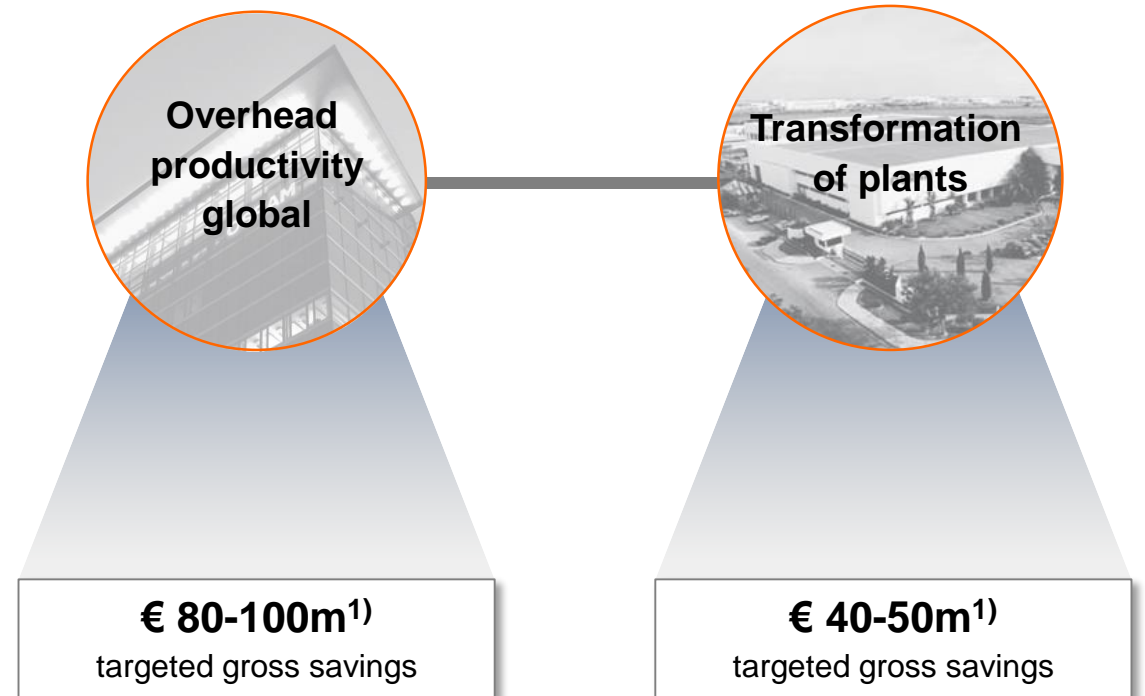 Overhead
productivity
global
Transformation
of plants
€ 80-100m1)
targeted gross savings
€ 40-50m1)
targeted gross savings